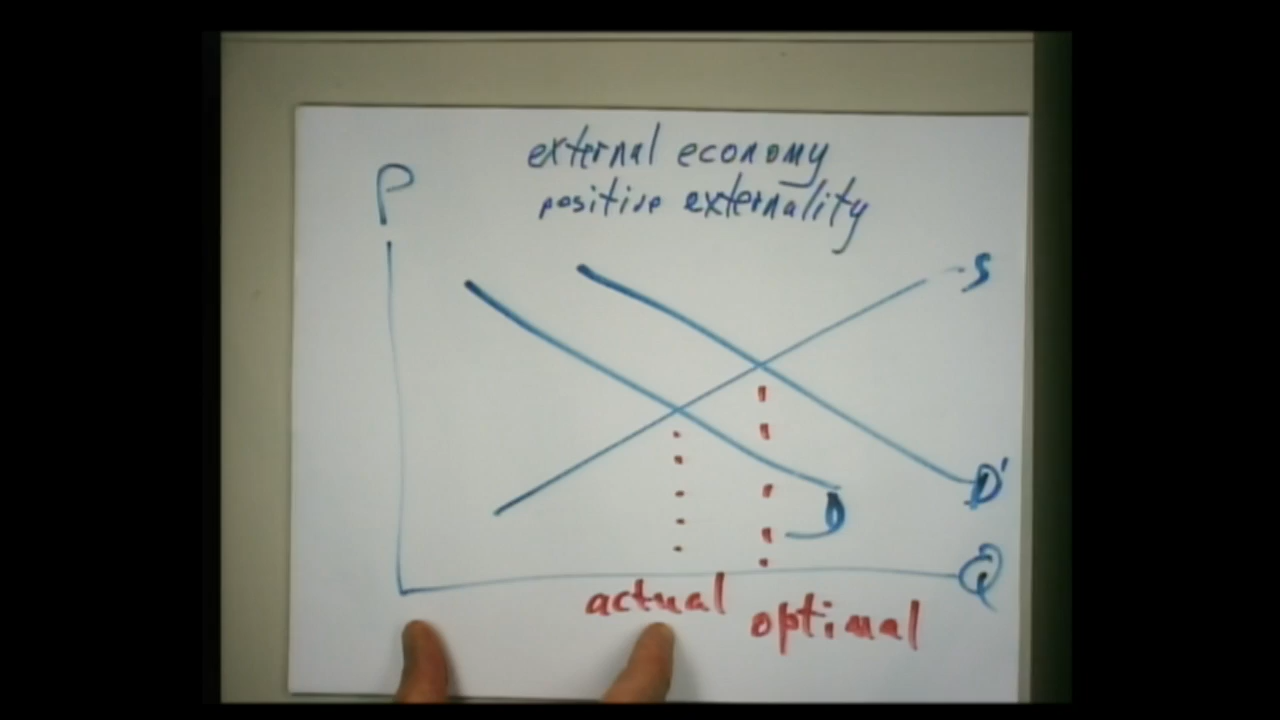 external economy
positive externality
P
S
D'
D
Q
actual
optimal